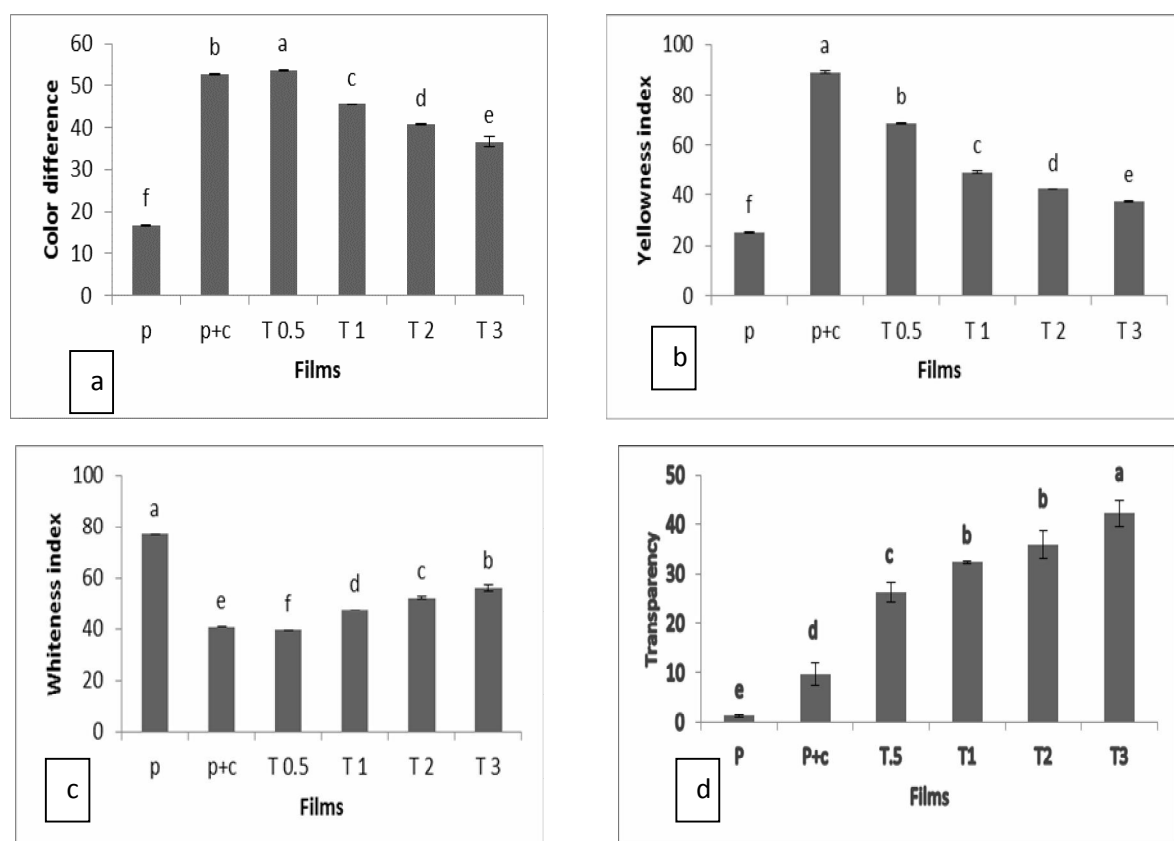 Color difference
60
50
40
30
20
10
0
f
b
a
c
d
e
p
p+c
T 0.5
T 1
T 2
T 3
Films
a
Yellowness index
100
80
60
40
20
0
f
a
b
c
d
e
p
p+c
T 0.5
T 1
T 2
T 3
Films
b
Whiteness index
100
80
60
40
20
0
a
e
f
d
c
b
p
p+c
T 0.5
T 1
T 2
T 3
Films
c
Transparency
50
40
30
20
10
0
e
d
c
b
b
a
P
P+c
T.5
T1
T2
T3
Films
d